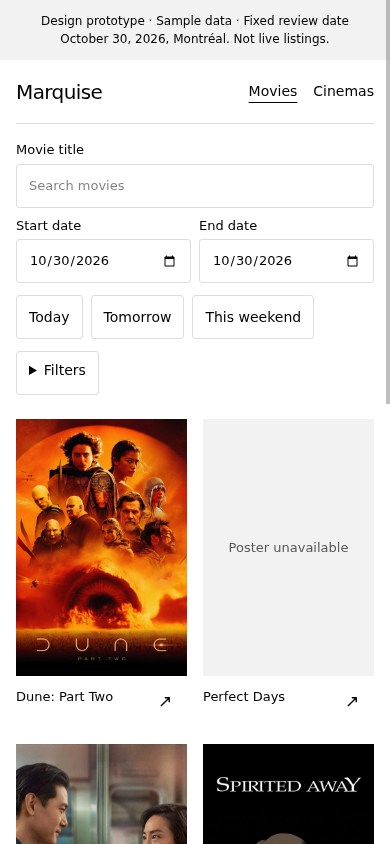 Design prototype · Sample data · Fixed review date
October 30, 2026, Montréal. Not live listings.
Marquise
Movies
Cinemas
Movie title
Search movies
Start date
End date
10/30/2026
10/30/2026
Today
Tomorrow
This weekend
▶ Filters
DUNE
PART TWO
Poster unavailable
Dune: Part Two
↗
Perfect Days
↗
SPIRITED AWAY